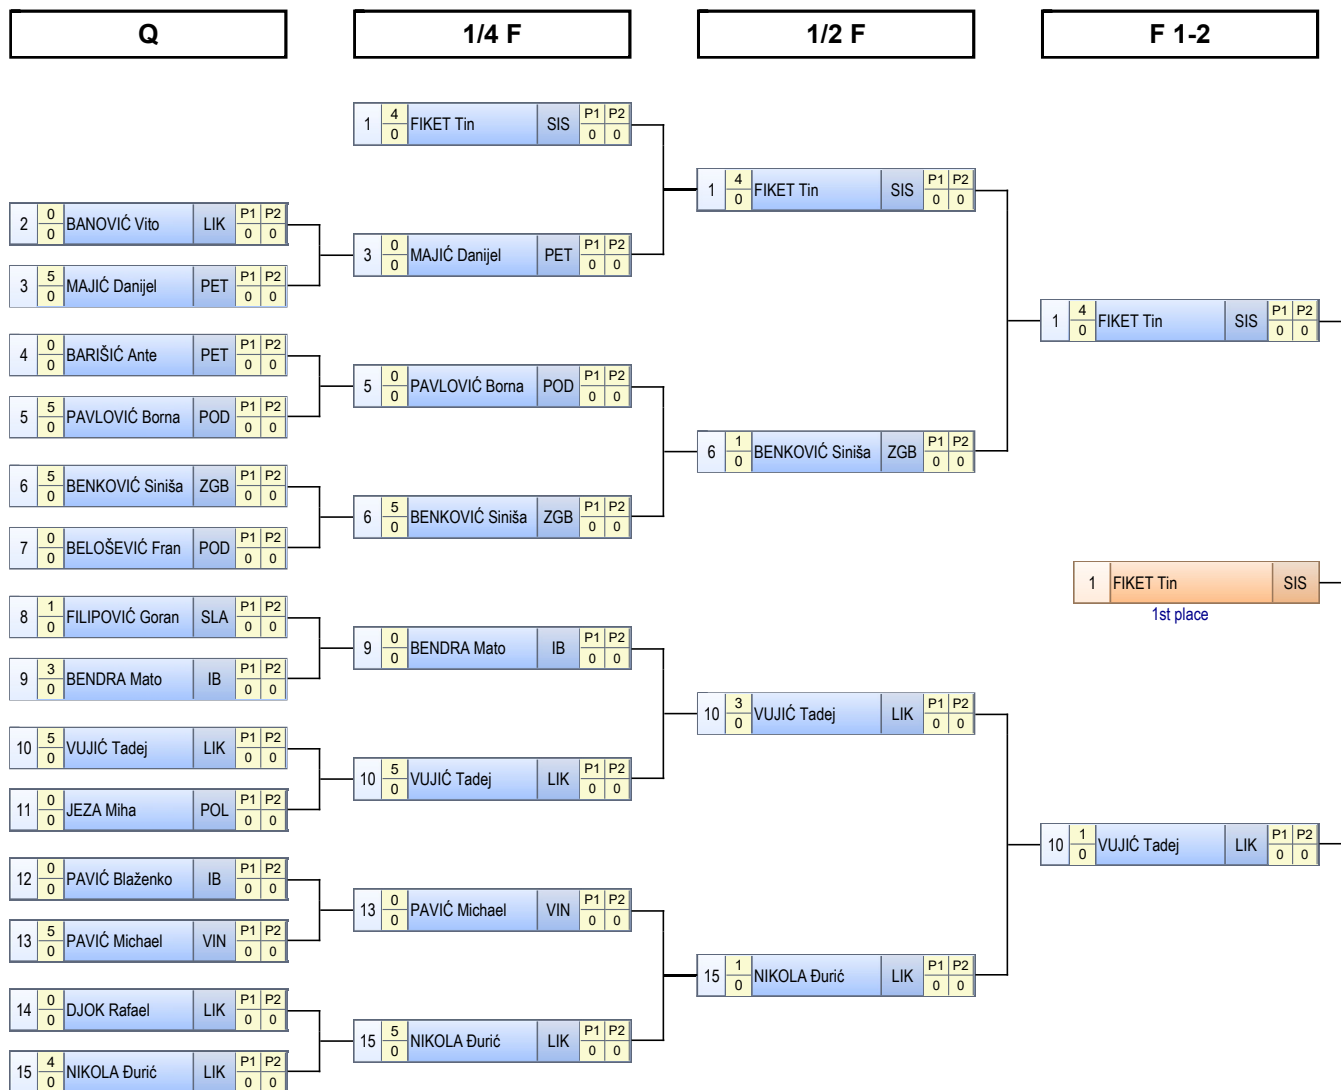 Q 1/4 F 1/2 F F 1-2
1 4 0 FIKET Tin SIS P1 P2 0 0
1 4 0 FIKET Tin SIS P1 P2 0 0
2 0 0 BANOVIĆ Vito LIK P1 P2 0 0
3 0 0 MAJIĆ Danijel PET P1 P2 0 0
3 5 0 MAJIĆ Danijel PET P1 P2 0 0
1 4 0 FIKET Tin SIS P1 P2 0 0
4 0 0 BARIŠIĆ Ante PET P1 P2 0 0
5 0 0 PAVLOVIĆ Borna POD P1 P2 0 0
5 5 0 PAVLOVIĆ Borna POD P1 P2 0 0
6 1 0 BENKOVIĆ Siniša ZGB P1 P2 0 0
6 5 0 BENKOVIĆ Siniša ZGB P1 P2 0 0
6 5 0 BENKOVIĆ Siniša ZGB P1 P2 0 0
7 0 0 BELOŠEVIĆ Fran POD P1 P2 0 0
1 FIKET Tin SIS
1st place
8 1 0 FILIPOVIĆ Goran SLA P1 P2 0 0
9 0 0 BENDRA Mato IB P1 P2 0 0
9 3 0 BENDRA Mato IB P1 P2 0 0
10 3 0 VUJIĆ Tadej LIK P1 P2 0 0
10 5 0 VUJIĆ Tadej LIK P1 P2 0 0
10 5 0 VUJIĆ Tadej LIK P1 P2 0 0
11 0 0 JEZA Miha POL P1 P2 0 0
10 1 0 VUJIĆ Tadej LIK P1 P2 0 0
12 0 0 PAVIĆ Blaženko IB P1 P2 0 0
13 0 0 PAVIĆ Michael VIN P1 P2 0 0
13 5 0 PAVIĆ Michael VIN P1 P2 0 0
15 1 0 NIKOLA Đurić LIK P1 P2 0 0
14 0 0 DJOK Rafael LIK P1 P2 0 0
15 5 0 NIKOLA Đurić LIK P1 P2 0 0
15 4 0 NIKOLA Đurić LIK P1 P2 0 0